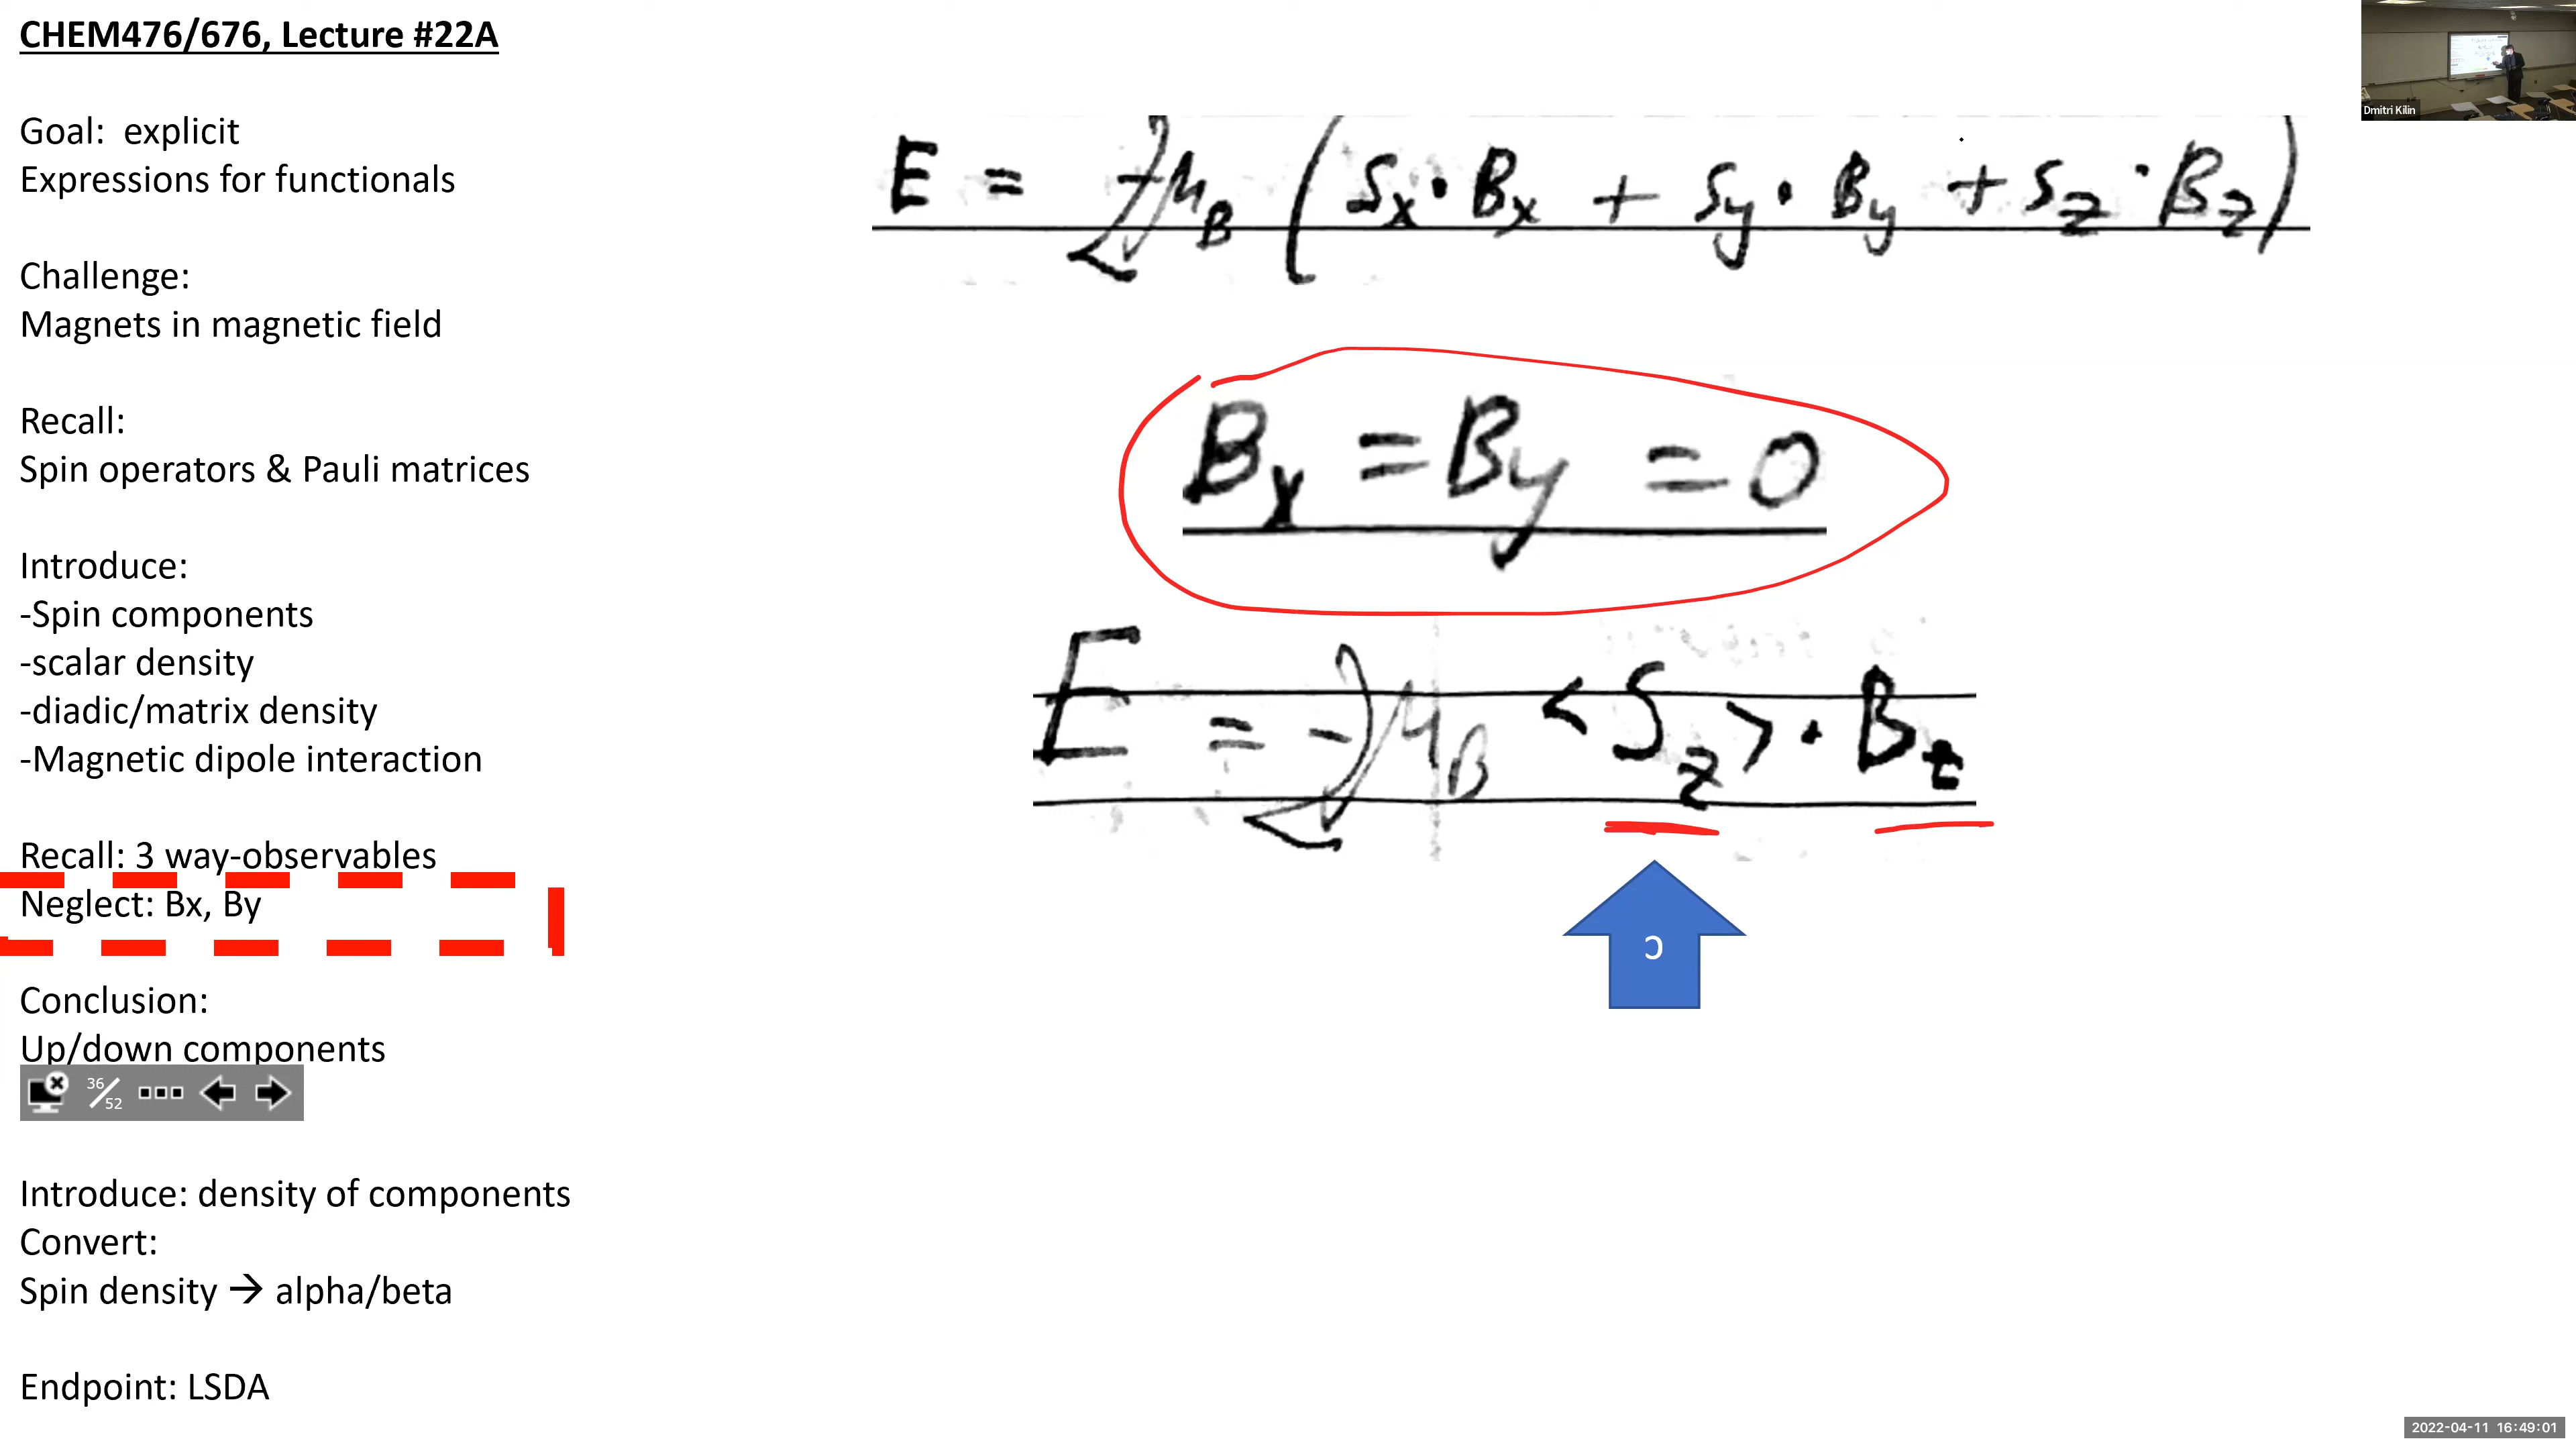 CHEM476/676, Lecture #22A
Goal: explicit
Expressions for functionals
Challenge:
Magnets in magnetic field
Recall:
Spin operators & Pauli matrices
Introduce:
-Spin components
-scalar density
-diadic/matrix density
-Magnetic dipole interaction
Recall: 3 way-observables
Neglect: Bx, By
Conclusion:
Up/down components
36/52
Introduce: density of components
Convert:
Spin density → alpha/beta
Endpoint: LSDA
E = -μB (Sx · Bx + Sy · By + Sz · Bz)
Bx = By = 0
E = -μB <Sz> · Bz
ɔ
Dmitri Kilin
2022-04-11 16:49:01